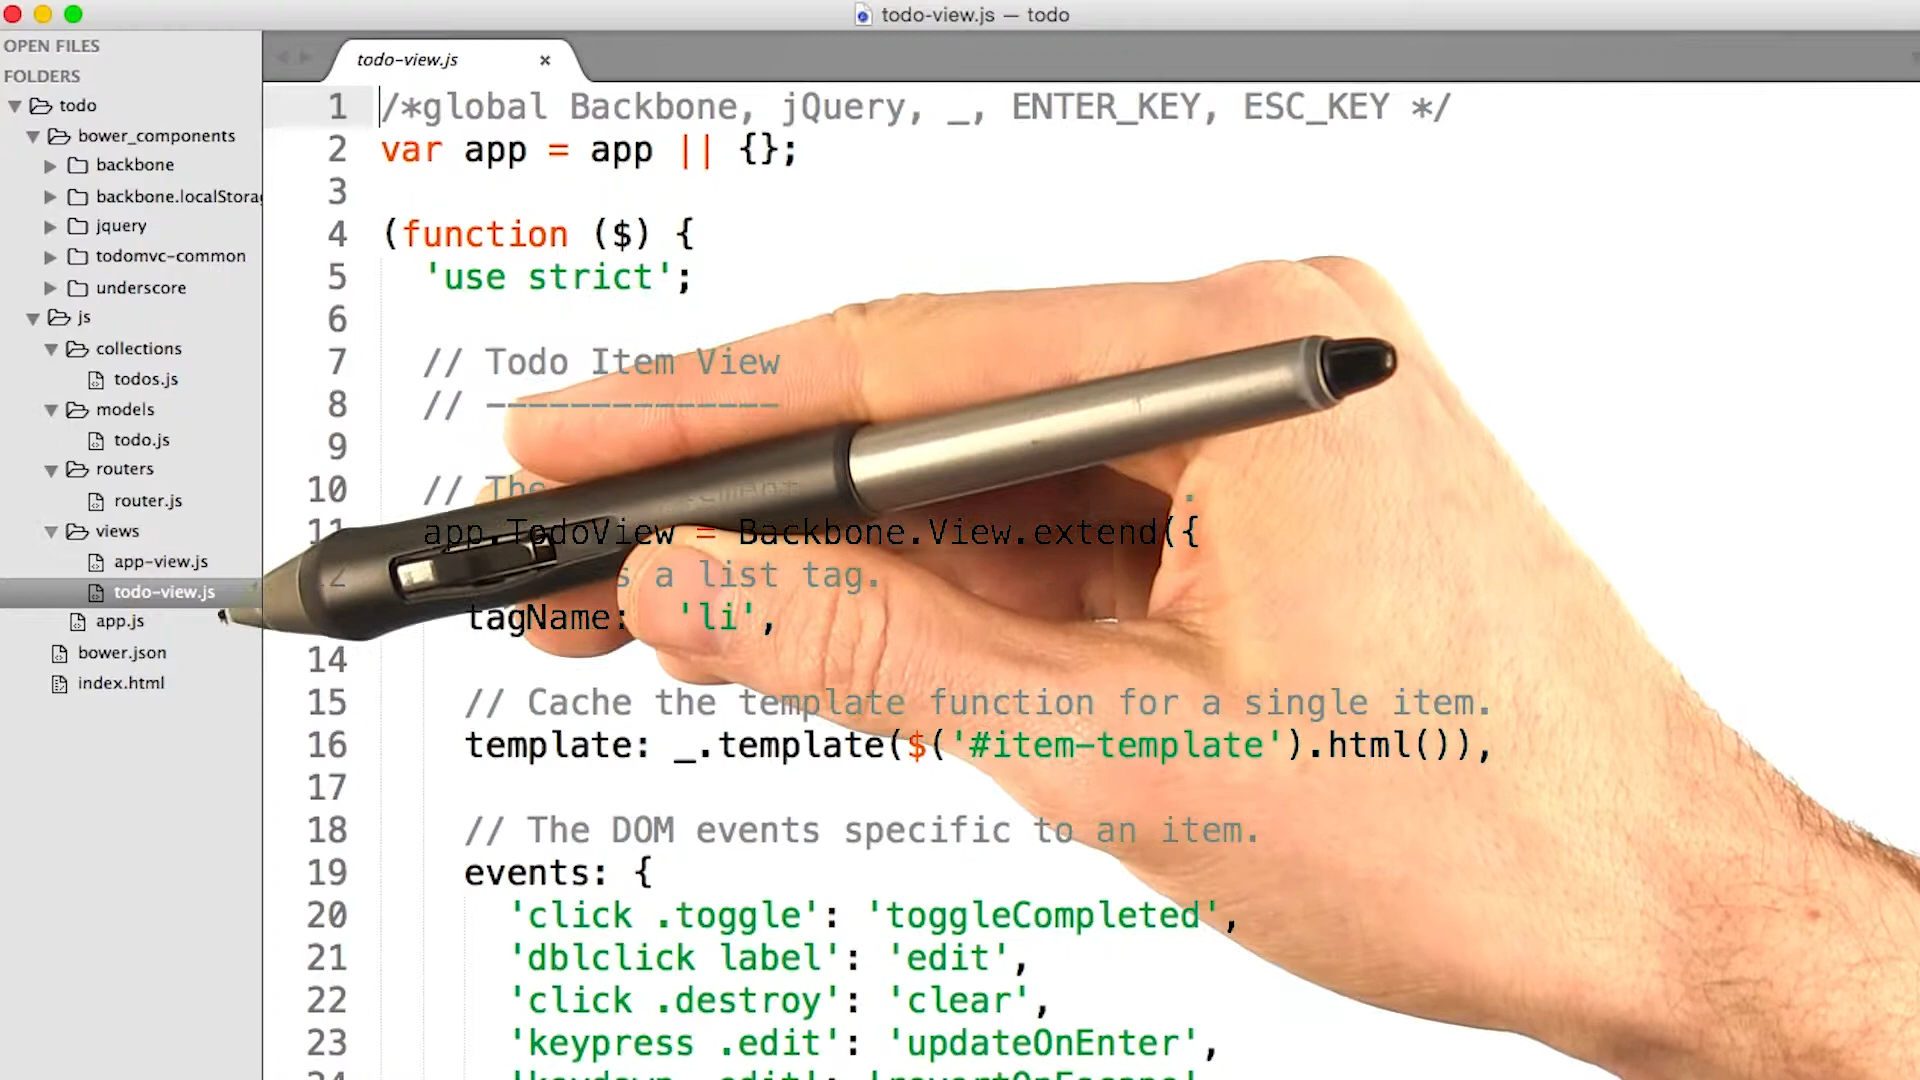 todo-view.js — todo
OPEN FILES
FOLDERS
todo
bower_components
backbone
backbone.localStorag
jquery
todomvc-common
underscore
js
collections
todos.js
models
todo.js
routers
router.js
views
app-view.js
todo-view.js
app.js
bower.json
index.html
todo-view.js ×
1 /*global Backbone, jQuery, _, ENTER_KEY, ESC_KEY */
2 var app = app || {};
3
4 (function ($) {
5 'use strict';
6
7 // Todo Item View
8 // --------------
9
10 // The .
11 app.TodoView = Backbone.View.extend({
12 a list tag.
tagName: 'li',
14
15 // Cache the template function for a single item.
16 template: _.template($('#item-template').html()),
17
18 // The DOM events specific to an item.
19 events: {
20 'click .toggle': 'toggleCompleted',
21 'dblclick label': 'edit',
22 'click .destroy': 'clear',
23 'keypress .edit': 'updateOnEnter',